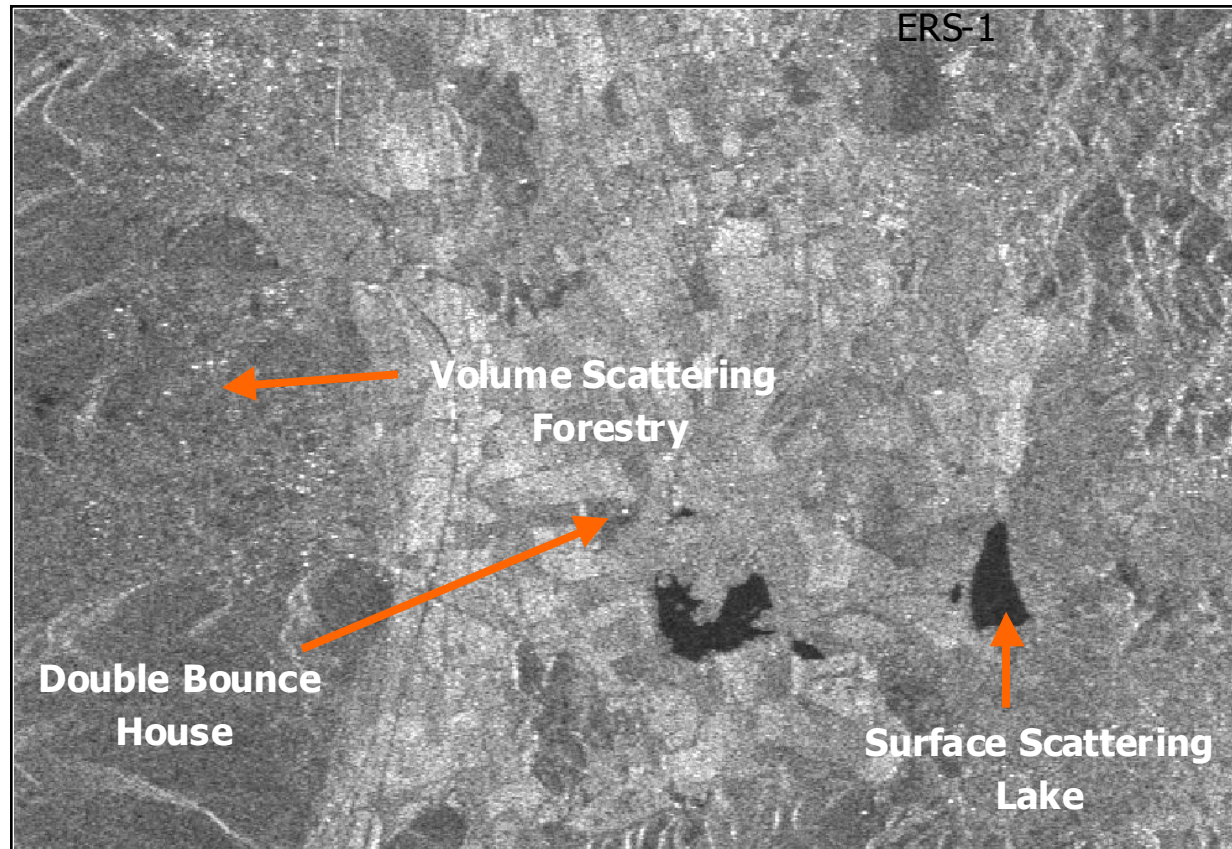 ERS-1
Volume Scattering
Forestry
Double Bounce
House
Surface Scattering
Lake